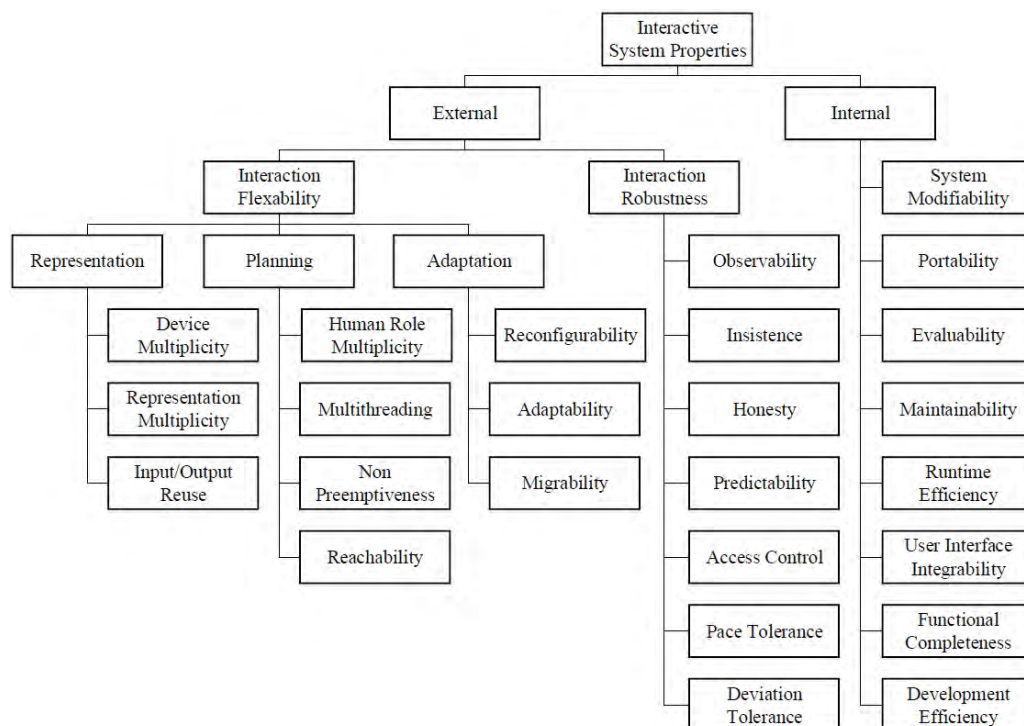 Interactive
System Properties
External
Internal
Interaction
Flexability
Interaction
Robustness
System
Modifiability
Representation
Planning
Adaptation
Observability
Portability
Device
Multiplicity
Human Role
Multiplicity
Reconfigurability
Insistence
Evaluability
Representation
Multiplicity
Multithreading
Adaptability
Honesty
Maintainability
Input/Output
Reuse
Non
Preemptiveness
Migrability
Predictability
Runtime
Efficiency
Reachability
Access Control
User Interface
Integrability
Pace Tolerance
Functional
Completeness
Deviation
Tolerance
Development
Efficiency